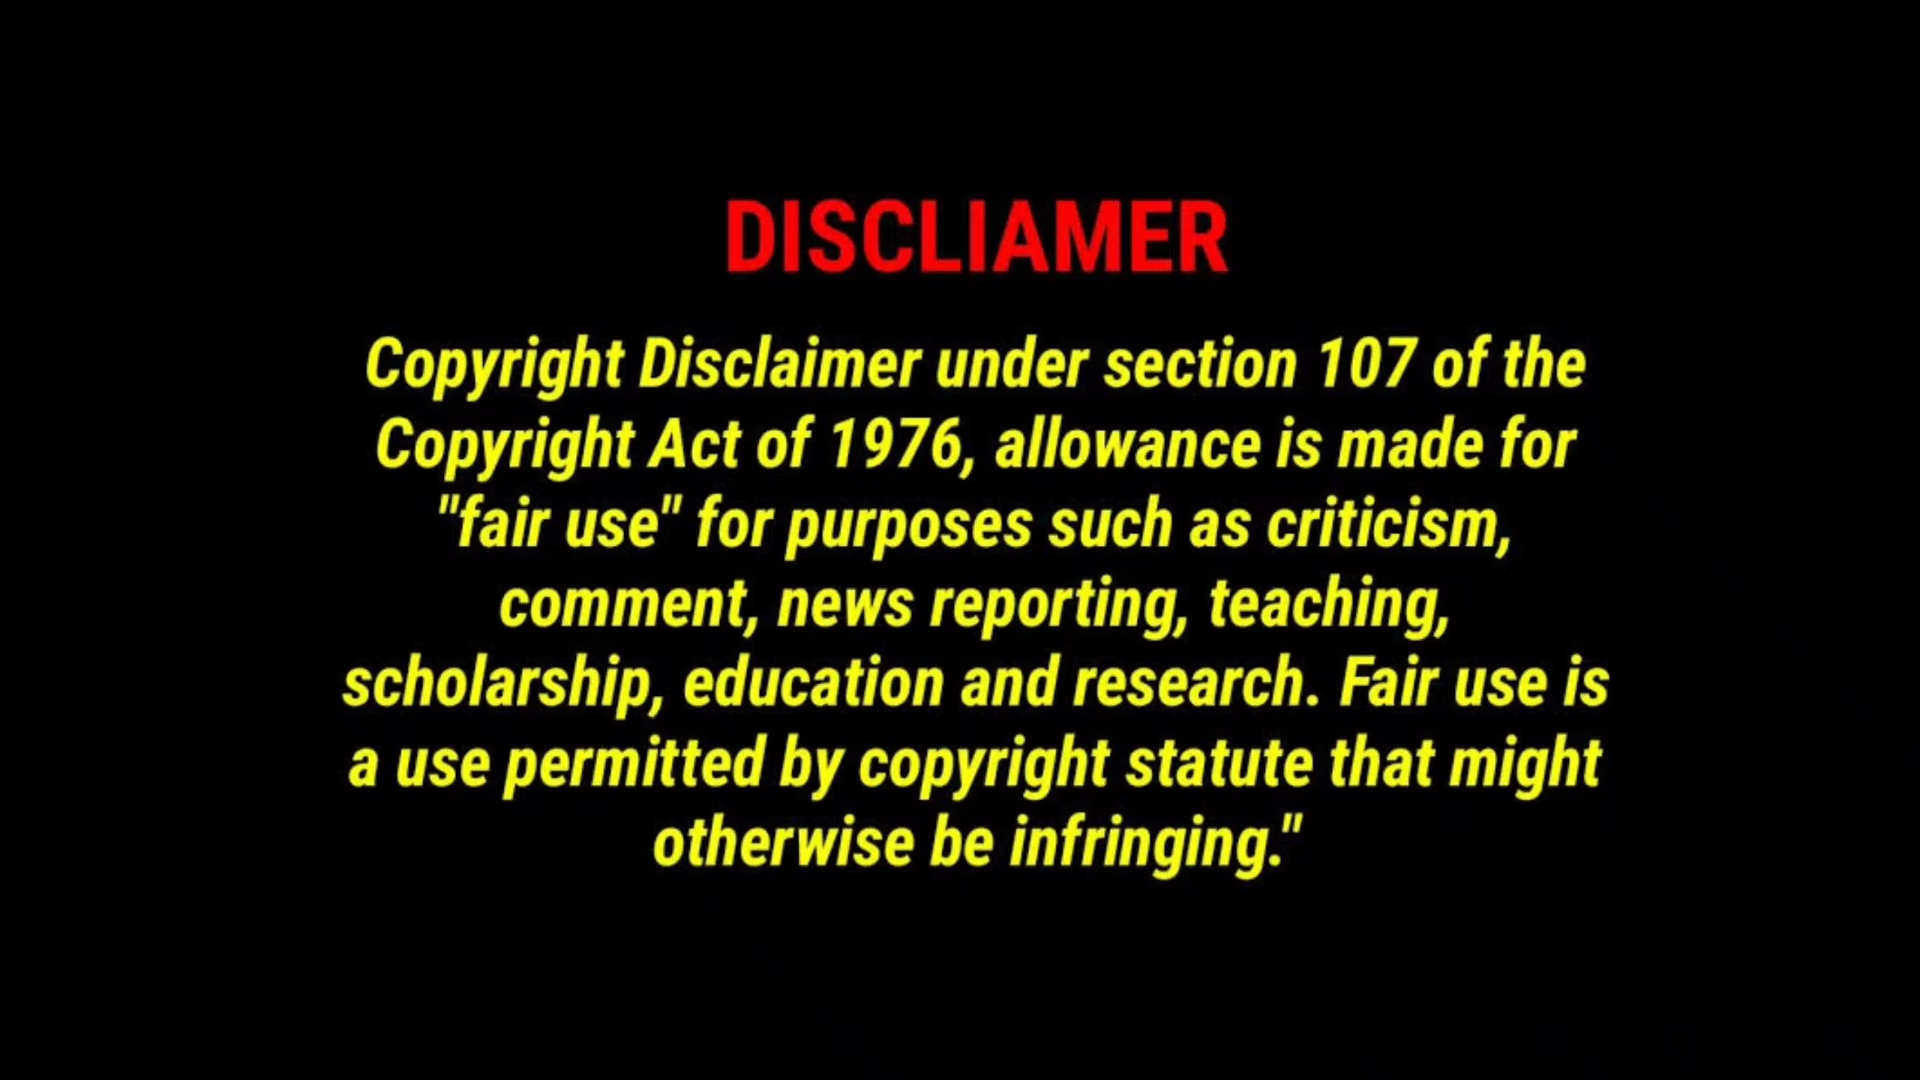 DISCLIAMER
Copyright Disclaimer under section 107 of the
Copyright Act of 1976, allowance is made for
"fair use" for purposes such as criticism,
comment, news reporting, teaching,
scholarship, education and research. Fair use is
a use permitted by copyright statute that might
otherwise be infringing."